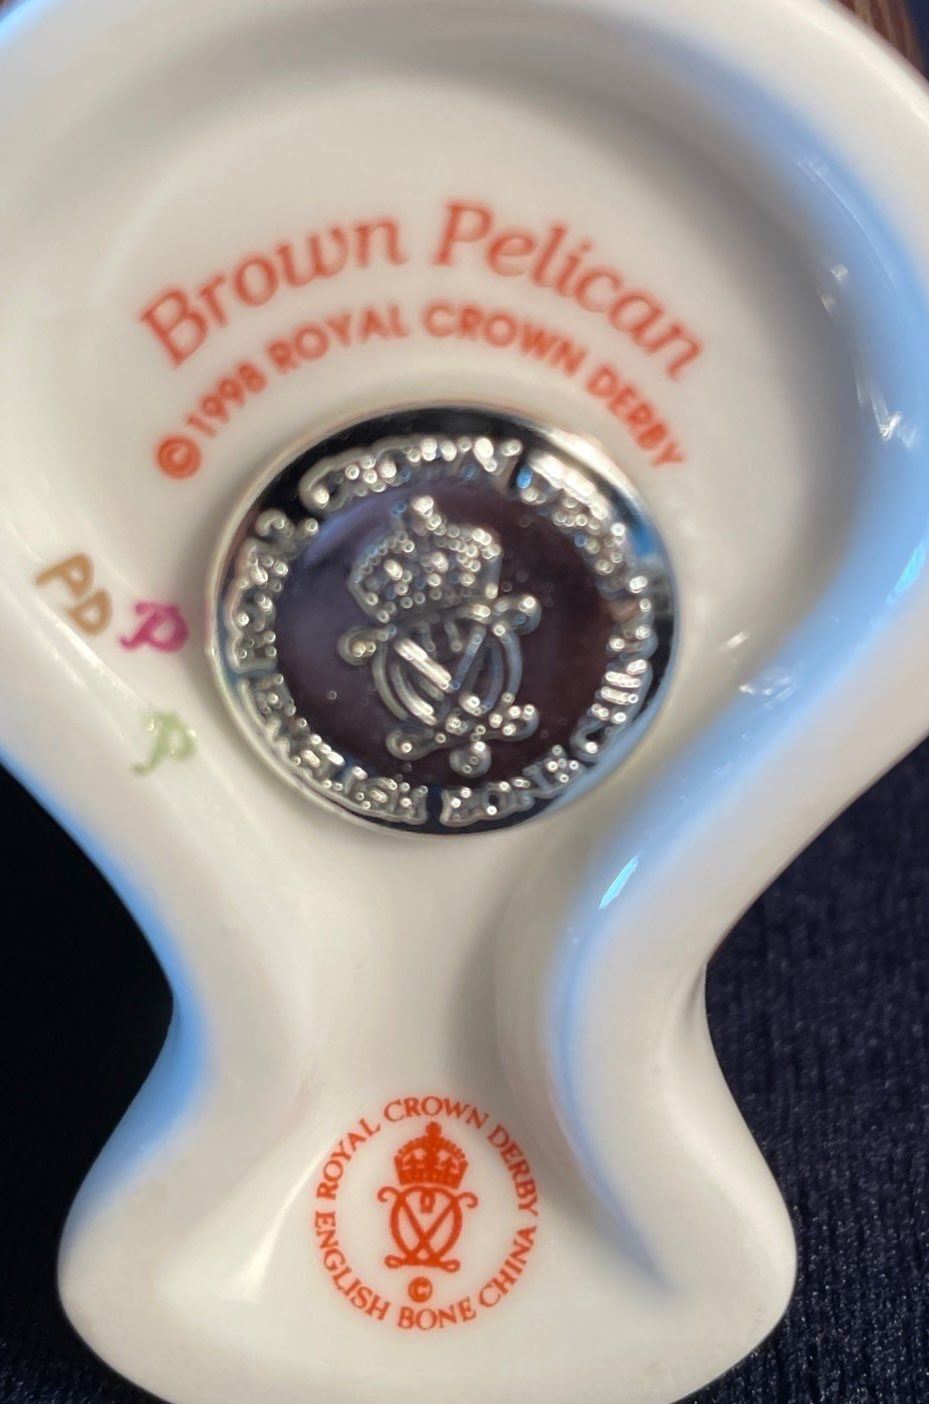 Brown Pelican
©1998 ROYAL CROWN DERBY
ROYAL CROWN DERBY
ENGLISH BONE CHINA
PD
P
P
ROYAL CROWN DERBY
ENGLISH BONE CHINA
©